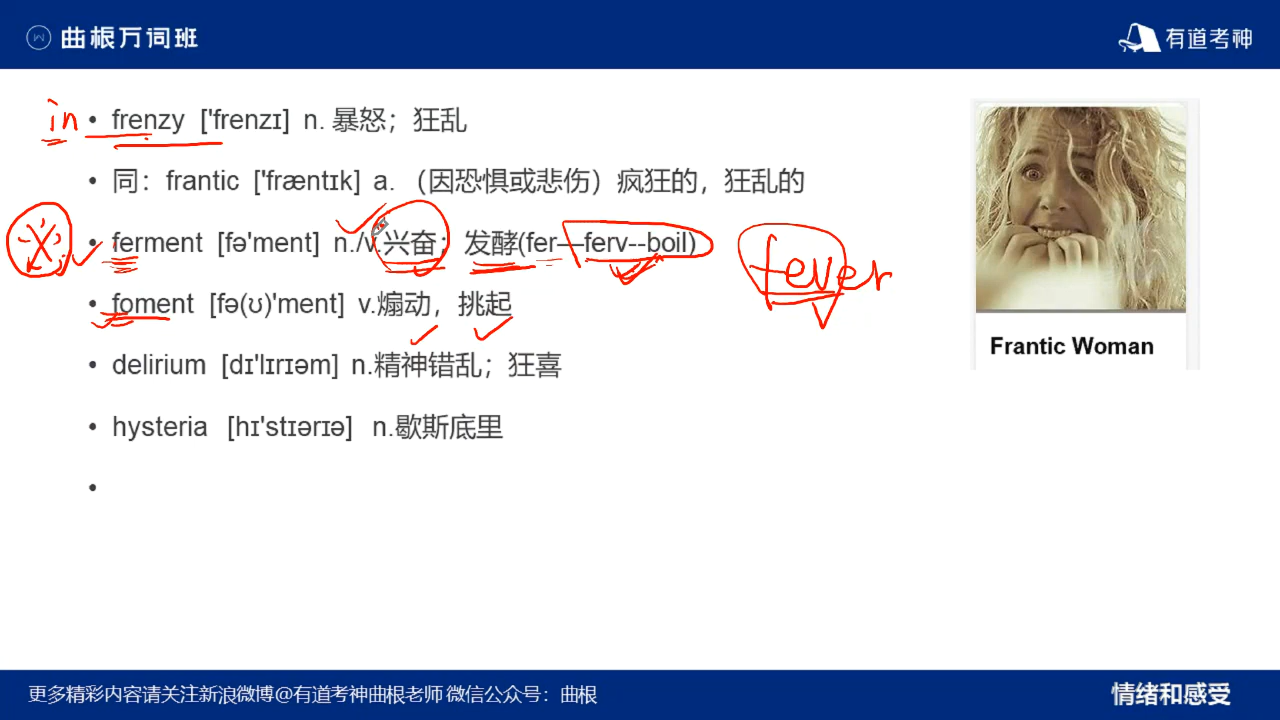 曲根万词班
有道考神
in • frenzy ['frenzɪ] n. 暴怒；狂乱
• 同：frantic ['fræntɪk] a. （因恐惧或悲伤）疯狂的，狂乱的
• ferment [fə'ment] n./v.兴奋；发酵(fer—ferv--boil)
fever
• foment [fə(ʊ)'ment] v.煽动，挑起
Frantic Woman
• delirium [dɪ'lɪrɪəm] n.精神错乱；狂喜
• hysteria [hɪ'stɪərɪə] n.歇斯底里
•
更多精彩内容请关注新浪微博@有道考神曲根老师 微信公众号：曲根
情绪和感受